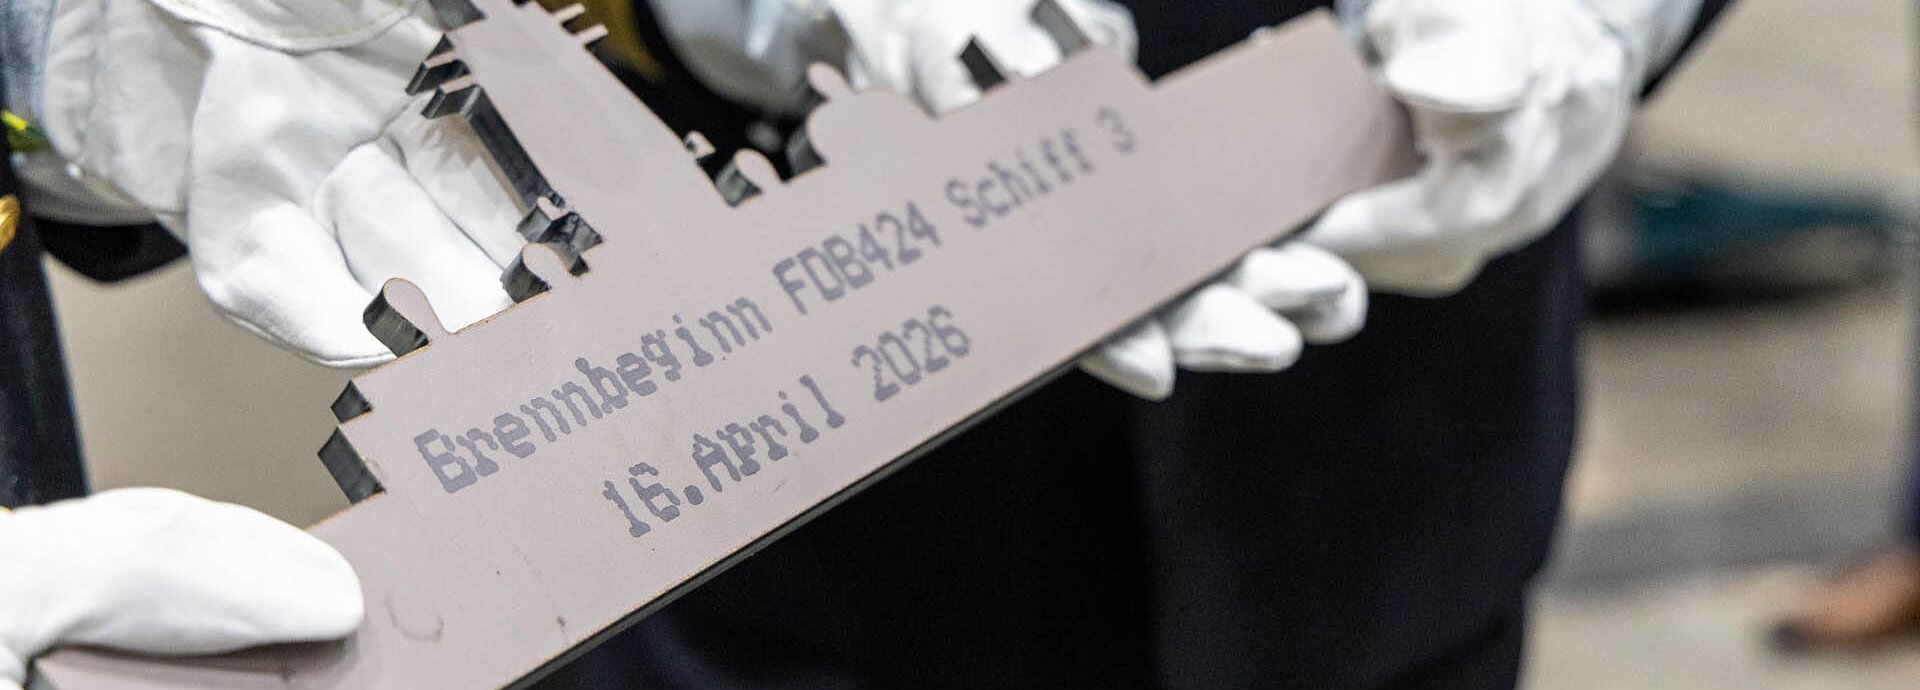 Brennbeginn FDB424 Schiff 3
16.April 2026